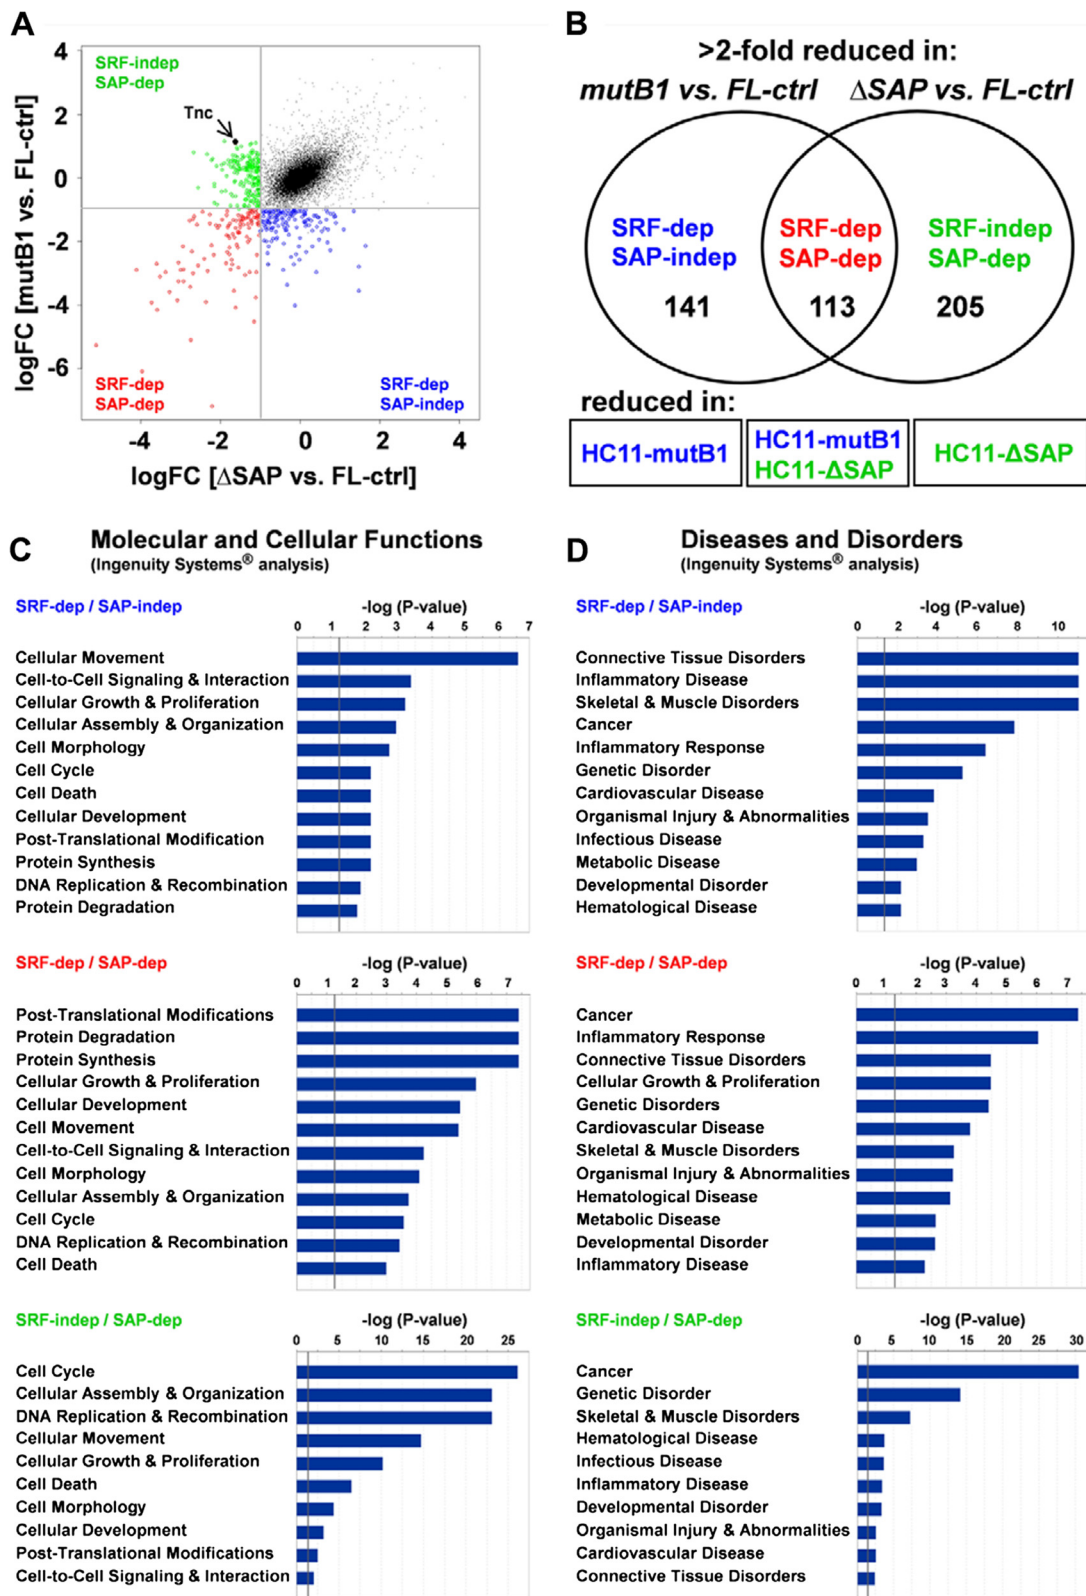 A
4
2
0
-2
-4
-6
SRF-indep
SAP-dep
Tnc
SRF-dep
SAP-dep
SRF-dep
SAP-indep
-4
-2
0
2
4
logFC [mutB1 vs. FL-ctrl]
logFC [ΔSAP vs. FL-ctrl]
B
>2-fold reduced in:
mutB1 vs. FL-ctrl ΔSAP vs. FL-ctrl
SRF-dep
SAP-indep
141
SRF-dep
SAP-dep
113
SRF-indep
SAP-dep
205
reduced in:
HC11-mutB1
HC11-mutB1
HC11-ΔSAP
HC11-ΔSAP
C
Molecular and Cellular Functions
(Ingenuity Systems® analysis)
SRF-dep / SAP-indep
-log (P-value)
0 1 2 3 4 5 6 7
Cellular Movement
Cell-to-Cell Signaling & Interaction
Cellular Growth & Proliferation
Cellular Assembly & Organization
Cell Morphology
Cell Cycle
Cell Death
Cellular Development
Post-Translational Modification
Protein Synthesis
DNA Replication & Recombination
Protein Degradation
SRF-dep / SAP-dep
-log (P-value)
0 1 2 3 4 5 6 7
Post-Translational Modifications
Protein Degradation
Protein Synthesis
Cellular Growth & Proliferation
Cellular Development
Cell Movement
Cell-to-Cell Signaling & Interaction
Cell Morphology
Cellular Assembly & Organization
Cell Cycle
DNA Replication & Recombination
Cell Death
SRF-indep / SAP-dep
-log (P-value)
0 5 10 15 20 25
Cell Cycle
Cellular Assembly & Organization
DNA Replication & Recombination
Cellular Movement
Cellular Growth & Proliferation
Cell Death
Cell Morphology
Cellular Development
Post-Translational Modifications
Cell-to-Cell Signaling & Interaction
D
Diseases and Disorders
(Ingenuity Systems® analysis)
SRF-dep / SAP-indep
-log (P-value)
0 2 4 6 8 10
Connective Tissue Disorders
Inflammatory Disease
Skeletal & Muscle Disorders
Cancer
Inflammatory Response
Genetic Disorder
Cardiovascular Disease
Organismal Injury & Abnormalities
Infectious Disease
Metabolic Disease
Developmental Disorder
Hematological Disease
SRF-dep / SAP-dep
-log (P-value)
0 1 2 3 4 5 6 7
Cancer
Inflammatory Response
Connective Tissue Disorders
Cellular Growth & Proliferation
Genetic Disorders
Cardiovascular Disease
Skeletal & Muscle Disorders
Organismal Injury & Abnormalities
Hematological Disease
Metabolic Disease
Developmental Disorder
Inflammatory Disease
SRF-indep / SAP-dep
-log (P-value)
0 5 10 15 20 25 30
Cancer
Genetic Disorder
Skeletal & Muscle Disorders
Hematological Disease
Infectious Disease
Inflammatory Disease
Developmental Disorder
Organismal Injury & Abnormalities
Cardiovascular Disease
Connective Tissue Disorders